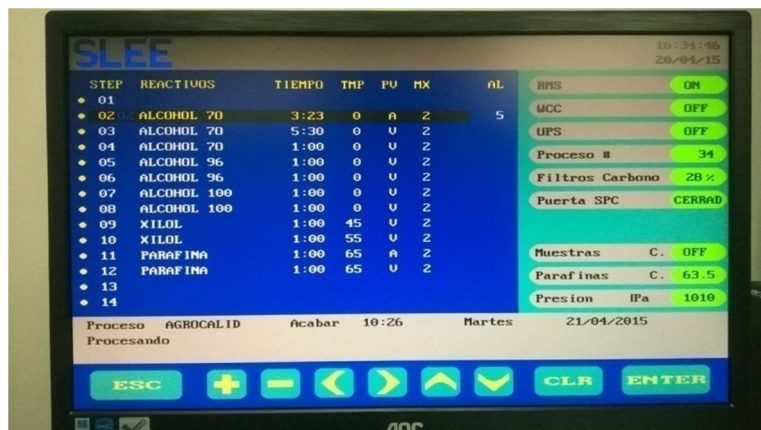 SLEE
16:34:46
20/04/15
STEP REACTIVOS TIEMPO TMP PV MX AL
01
02 ALCOHOL 70 3:23 0 A 2 5
03 ALCOHOL 70 5:30 0 V 2
04 ALCOHOL 70 1:00 0 V 2
05 ALCOHOL 96 1:00 0 V 2
06 ALCOHOL 96 1:00 0 V 2
07 ALCOHOL 100 1:00 0 V 2
08 ALCOHOL 100 1:00 0 V 2
09 XILOL 1:00 45 V 2
10 XILOL 1:00 55 V 2
11 PARAFINA 1:00 65 A 2
12 PARAFINA 1:00 65 V 2
13
14
RMS ON
WCC OFF
UPS OFF
Proceso # 34
Filtros Carbono 28 %
Puerta SPC CERRAD
Muestras C. OFF
Parafinas C. 63.5
Presion IPa 1010
Proceso AGROCALID Acabar 10:26 Martes 21/04/2015
Procesando
ESC + - < > CLR ENTER
AOC